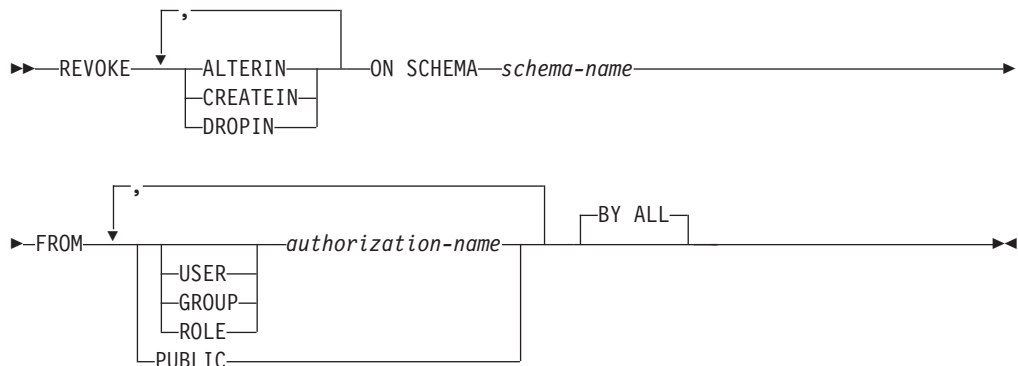 ,
REVOKE ALTERIN ON SCHEMA schema-name
CREATEIN
DROPIN
,
BY ALL
FROM authorization-name
USER
GROUP
ROLE
PUBLIC